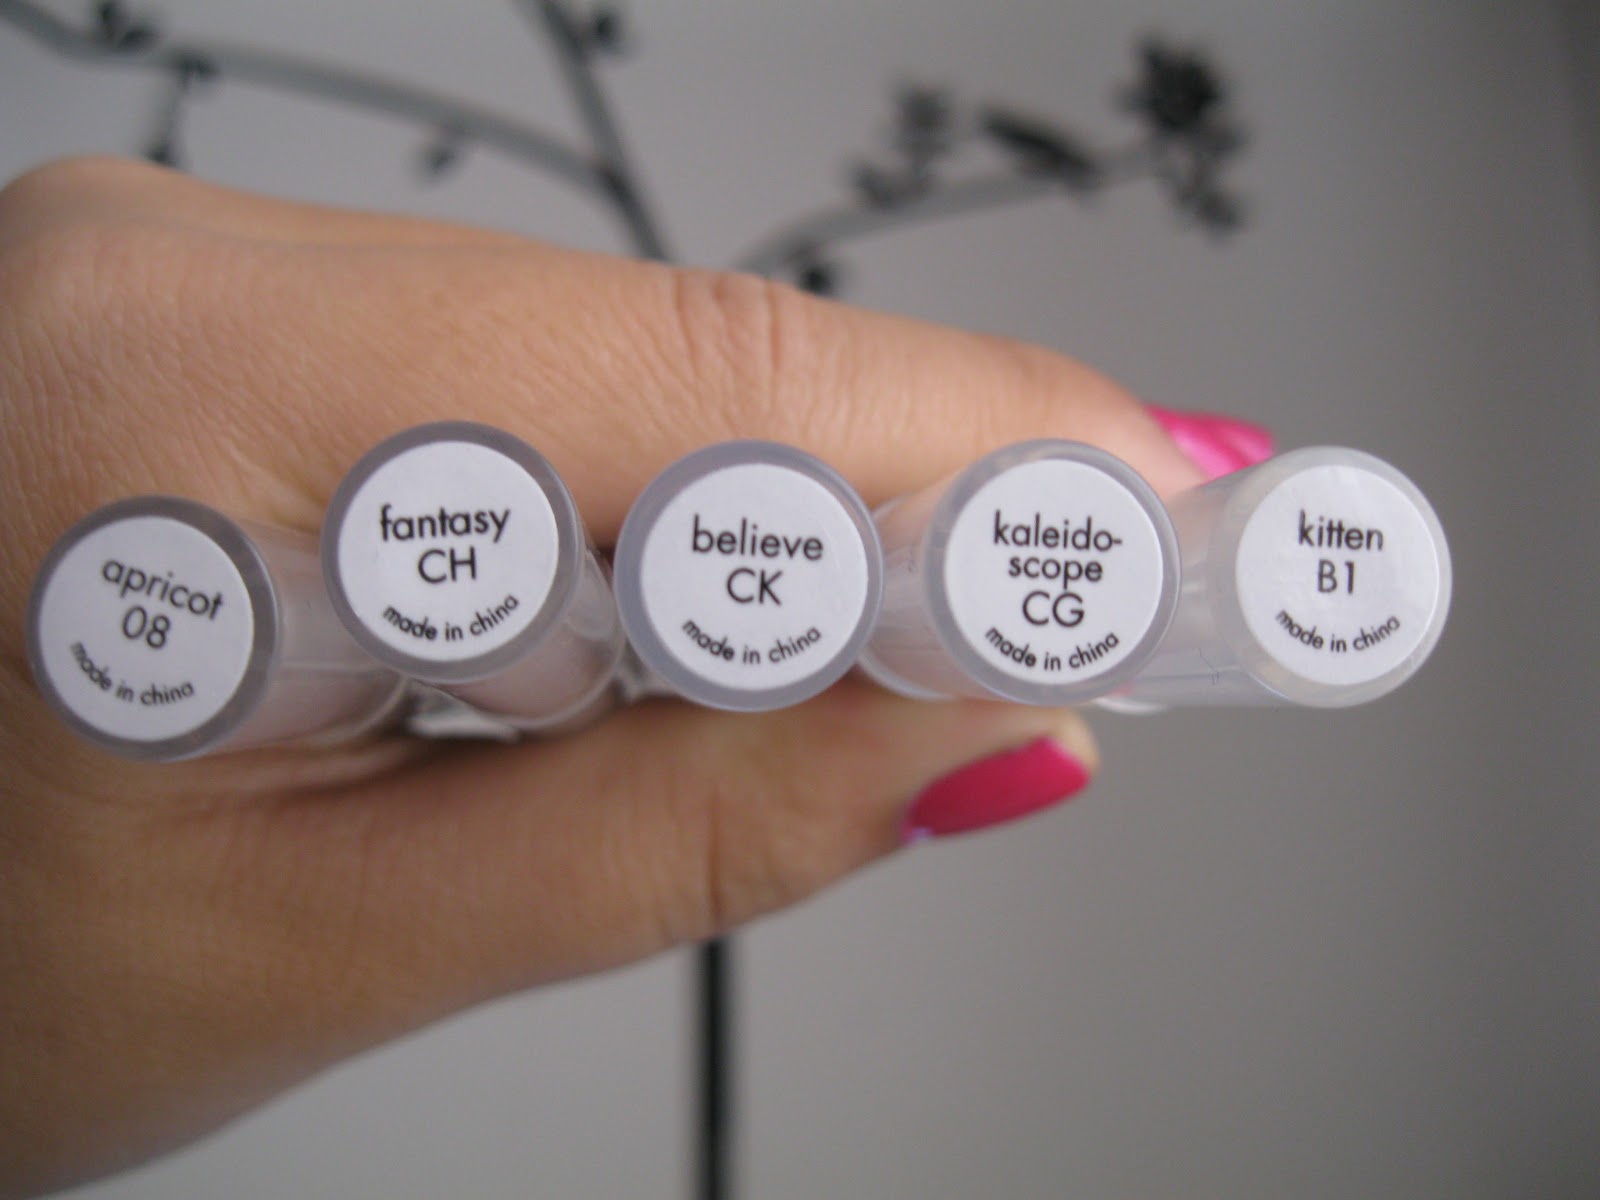 apricot
08
made in china
fantasy
CH
made in china
believe
CK
made in china
kaleido-
scope
CG
made in china
kitten
B1
made in china